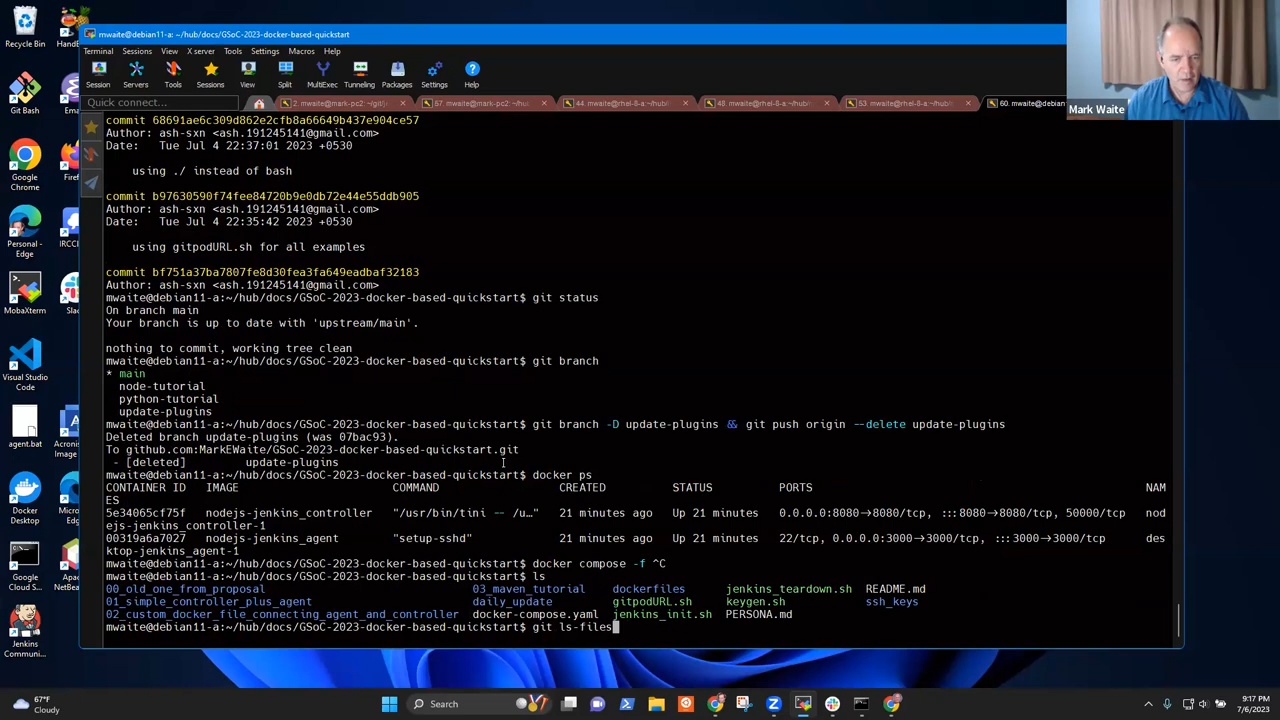 Recycle Bin
HandB
mwaite@debian11-a: ~/hub/docs/GSoC-2023-docker-based-quickstart
Terminal Sessions View X server Tools Settings Macros Help
Session Servers Tools Sessions View Split MultiExec Tunneling Packages Settings Help
Quick connect...
2. mwaite@mark-pc2: ~/git/j
57. mwaite@mark-pc2: ~/hub
44. mwaite@rhel-8-a: ~/hub
48. mwaite@rhel-8-a: ~/hub
53. mwaite@rhel-8-a: ~/hub
60. mwaite@debian
Mark Waite
Git Bash
Ema
Google Chrome
Firef
Personal - Edge
IRCCl
MobaXterm
Slac
Visual Studio Code
agent.bat
Acronis
Docker Desktop
Google Cloud S...
Apac
Jenkins
commit 68691ae6c309d862e2cfb8a66649b437e904ce57
Author: ash-sxn <ash.191245141@gmail.com>
Date: Tue Jul 4 22:37:01 2023 +0530
using ./ instead of bash
commit b97630590f74fee84720b9e0db72e44e55ddb905
Author: ash-sxn <ash.191245141@gmail.com>
Date: Tue Jul 4 22:35:42 2023 +0530
using gitpodURL.sh for all examples
commit bf751a37ba7807fe8d30fea3fa649eadbaf32183
Author: ash-sxn <ash.191245141@gmail.com>
mwaite@debian11-a:~/hub/docs/GSoC-2023-docker-based-quickstart$ git status
On branch main
Your branch is up to date with 'upstream/main'.
nothing to commit, working tree clean
mwaite@debian11-a:~/hub/docs/GSoC-2023-docker-based-quickstart$ git branch
* main
node-tutorial
python-tutorial
update-plugins
mwaite@debian11-a:~/hub/docs/GSoC-2023-docker-based-quickstart$ git branch -D update-plugins && git push origin --delete update-plugins
Deleted branch update-plugins (was 07bac93).
To github.com:MarkEWaite/docker-based-quickstart.git
- [deleted] update-plugins
mwaite@debian11-a:~/hub/docs/GSoC-2023-docker-based-quickstart$ docker ps
CONTAINER ID IMAGE COMMAND CREATED STATUS PORTS NAM
ES
5e34065cf75f nodejs-jenkins_controller "/usr/bin/tini -- /u…" 21 minutes ago Up 21 minutes 0.0.0.0:8080->8080/tcp, :::8080->8080/tcp, 50000/tcp nod
ejs-jenkins_controller-1
00319a6a7027 nodejs-jenkins_agent "setup-sshd" 21 minutes ago Up 21 minutes 22/tcp, 0.0.0.0:3000->3000/tcp, :::3000->3000/tcp des
ktop-jenkins_agent-1
mwaite@debian11-a:~/hub/docs/GSoC-2023-docker-based-quickstart$ docker compose -f ^C
mwaite@debian11-a:~/hub/docs/GSoC-2023-docker-based-quickstart$ ls
00_old_one_from_proposal 03_maven_tutorial dockerfiles jenkins_teardown.sh README.md
01_simple_controller_plus_agent daily_update gitpodURL.sh keygen.sh ssh_keys
02_custom_docker_file_connecting_agent_and_controller docker-compose.yaml jenkins_init.sh PERSONA.md
mwaite@debian11-a:~/hub/docs/GSoC-2023-docker-based-quickstart$ git ls-files
67°F
Cloudy
Search
9:17 PM
7/6/2023